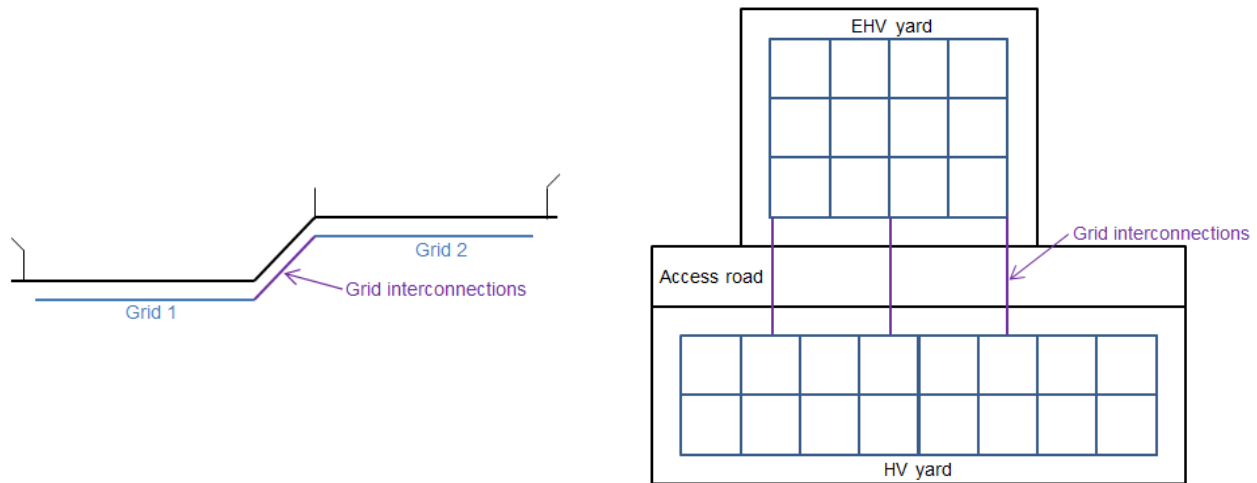 Grid 2
Grid interconnections
Grid 1
EHV yard
Grid interconnections
Access road
HV yard